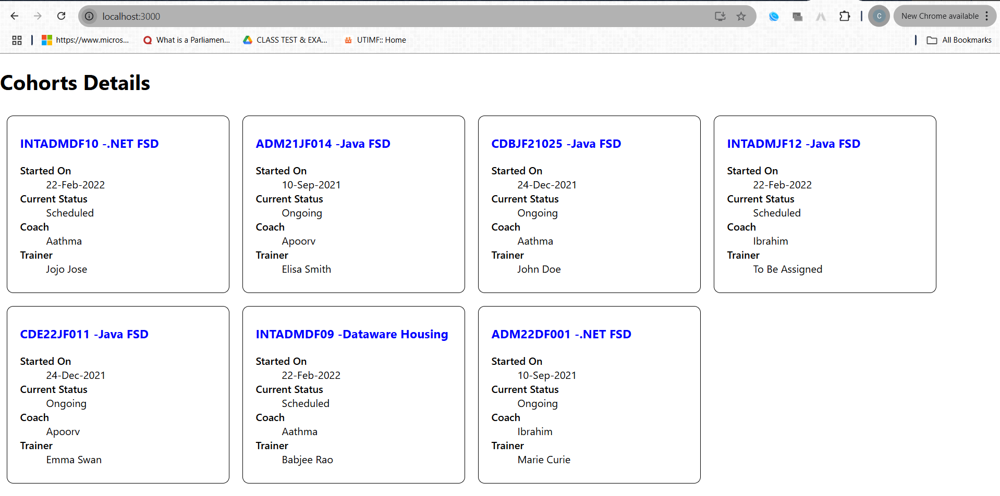 localhost:3000
C
New Chrome available
https://www.micros...
What is a Parliamen...
CLASS TEST & EXA...
UTIMF:: Home
All Bookmarks
Cohorts Details
INTADMDF10 -.NET FSD
Started On
22-Feb-2022
Current Status
Scheduled
Coach
Aathma
Trainer
Jojo Jose
ADM21JF014 -Java FSD
Started On
10-Sep-2021
Current Status
Ongoing
Coach
Apoorv
Trainer
Elisa Smith
CDBJF21025 -Java FSD
Started On
24-Dec-2021
Current Status
Ongoing
Coach
Aathma
Trainer
John Doe
INTADMJF12 -Java FSD
Started On
22-Feb-2022
Current Status
Scheduled
Coach
Ibrahim
Trainer
To Be Assigned
CDE22JF011 -Java FSD
Started On
24-Dec-2021
Current Status
Ongoing
Coach
Apoorv
Trainer
Emma Swan
INTADMDF09 -Dataware Housing
Started On
22-Feb-2022
Current Status
Scheduled
Coach
Aathma
Trainer
Babjee Rao
ADM22DF001 -.NET FSD
Started On
10-Sep-2021
Current Status
Ongoing
Coach
Ibrahim
Trainer
Marie Curie